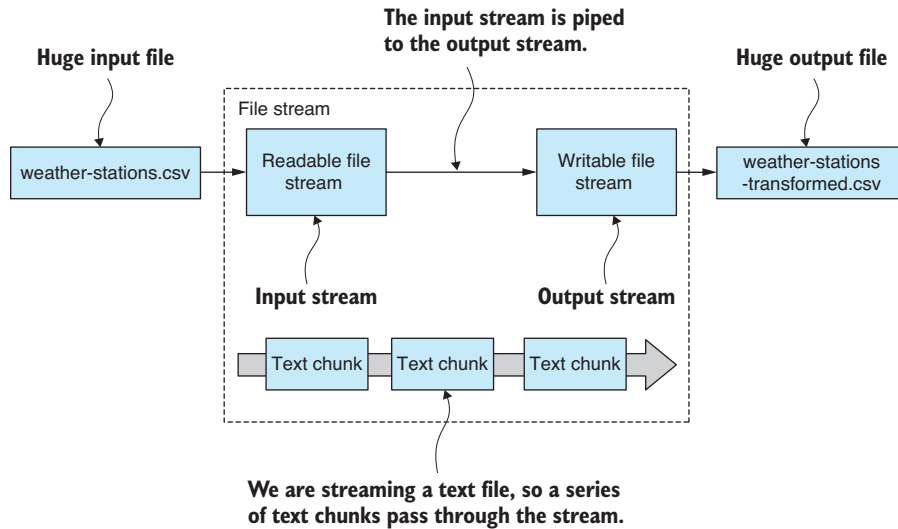 The input stream is piped
to the output stream.
Huge input file
Huge output file
File stream
weather-stations.csv
Readable file
stream
Writable file
stream
weather-stations
-transformed.csv
Input stream
Output stream
Text chunk
Text chunk
Text chunk
We are streaming a text file, so a series
of text chunks pass through the stream.